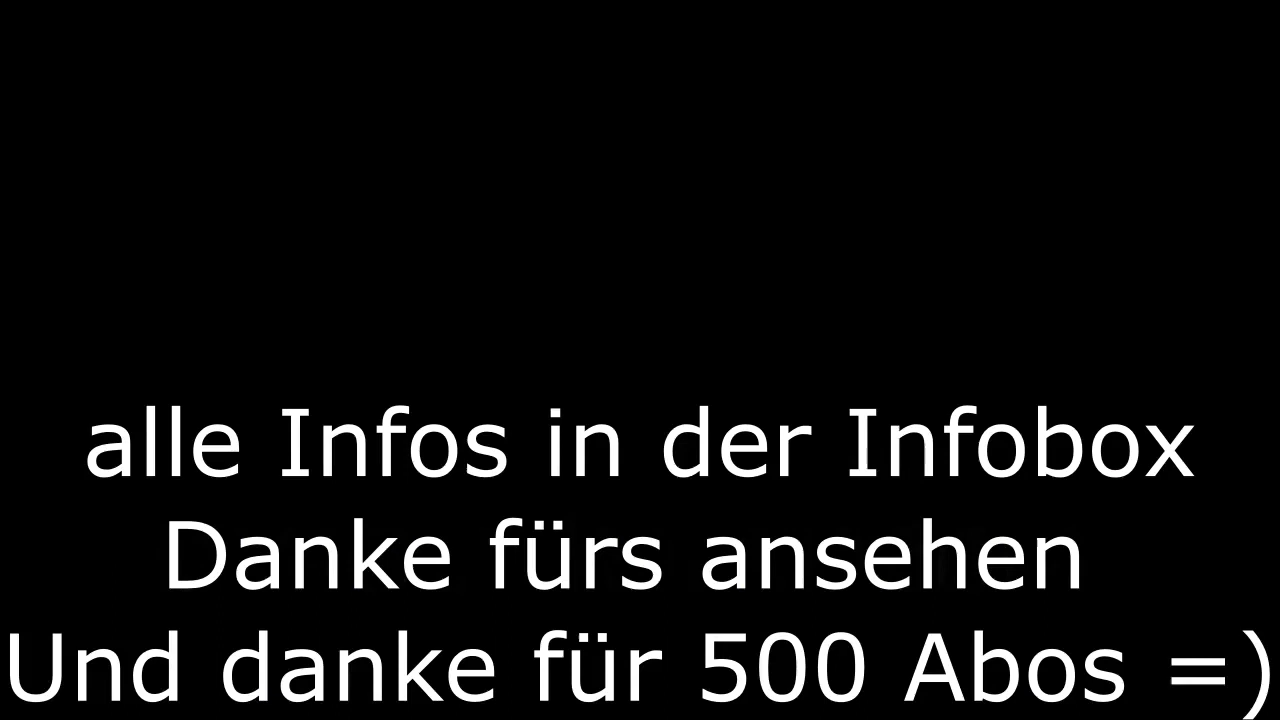 alle Infos in der Infobox
Danke fürs ansehen
Und danke für 500 Abos =)